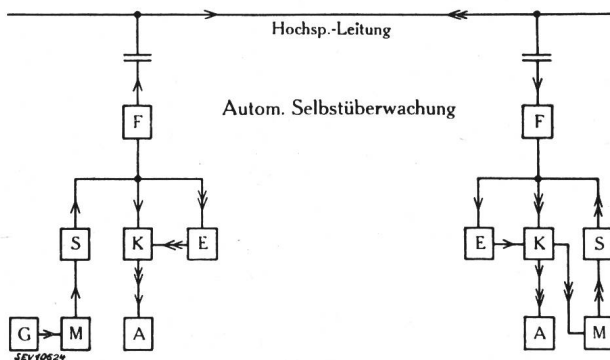 Hochsp.-Leitung
F
Autom. Selbstüberwachung
F
S K E
E K S
G M A
A M
SEV10624